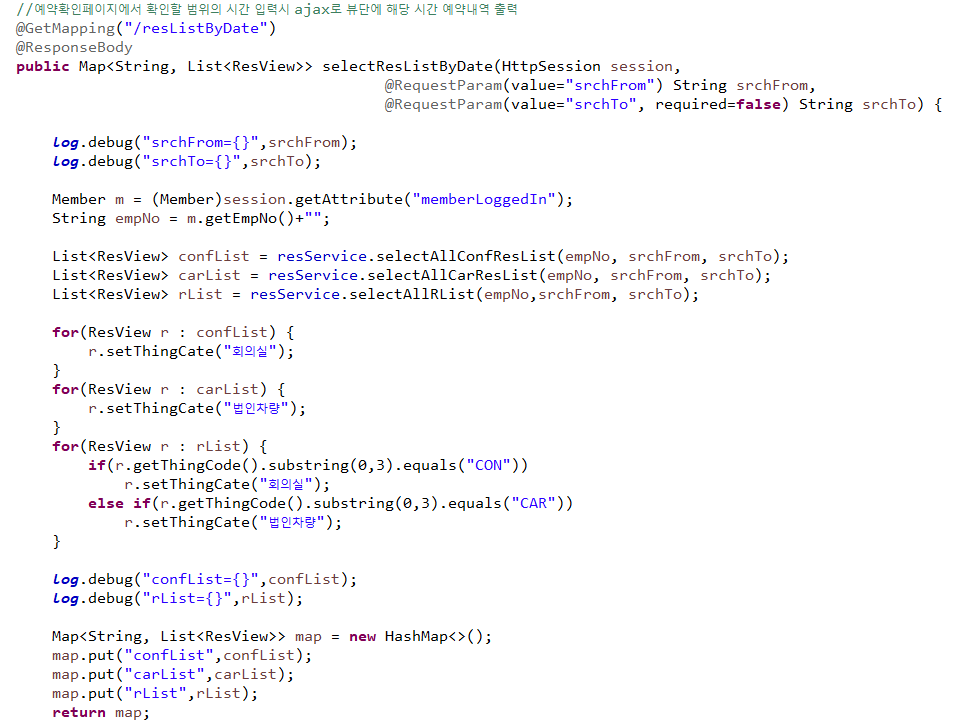 //예약확인페이지에서 확인할 범위의 시간 입력시 ajax로 뷰단에 해당 시간 예약내역 출력
@GetMapping("/resListByDate")
@ResponseBody
public Map<String, List<ResView>> selectResListByDate(HttpSession session,
@RequestParam(value="srchFrom") String srchFrom,
@RequestParam(value="srchTo", required=false) String srchTo) {
log.debug("srchFrom={}",srchFrom);
log.debug("srchTo={}",srchTo);
Member m = (Member)session.getAttribute("memberLoggedIn");
String empNo = m.getEmpNo()+"";
List<ResView> confList = resService.selectAllConfResList(empNo, srchFrom, srchTo);
List<ResView> carList = resService.selectAllCarResList(empNo, srchFrom, srchTo);
List<ResView> rList = resService.selectAllRList(empNo,srchFrom, srchTo);
for(ResView r : confList) {
r.setThingCate("회의실");
}
for(ResView r : carList) {
r.setThingCate("법인차량");
}
for(ResView r : rList) {
if(r.getThingCode().substring(0,3).equals("CON"))
r.setThingCate("회의실");
else if(r.getThingCode().substring(0,3).equals("CAR"))
r.setThingCate("법인차량");
}
log.debug("confList={}",confList);
log.debug("rList={}",rList);
Map<String, List<ResView>> map = new HashMap<>();
map.put("confList",confList);
map.put("carList",carList);
map.put("rList",rList);
return map;